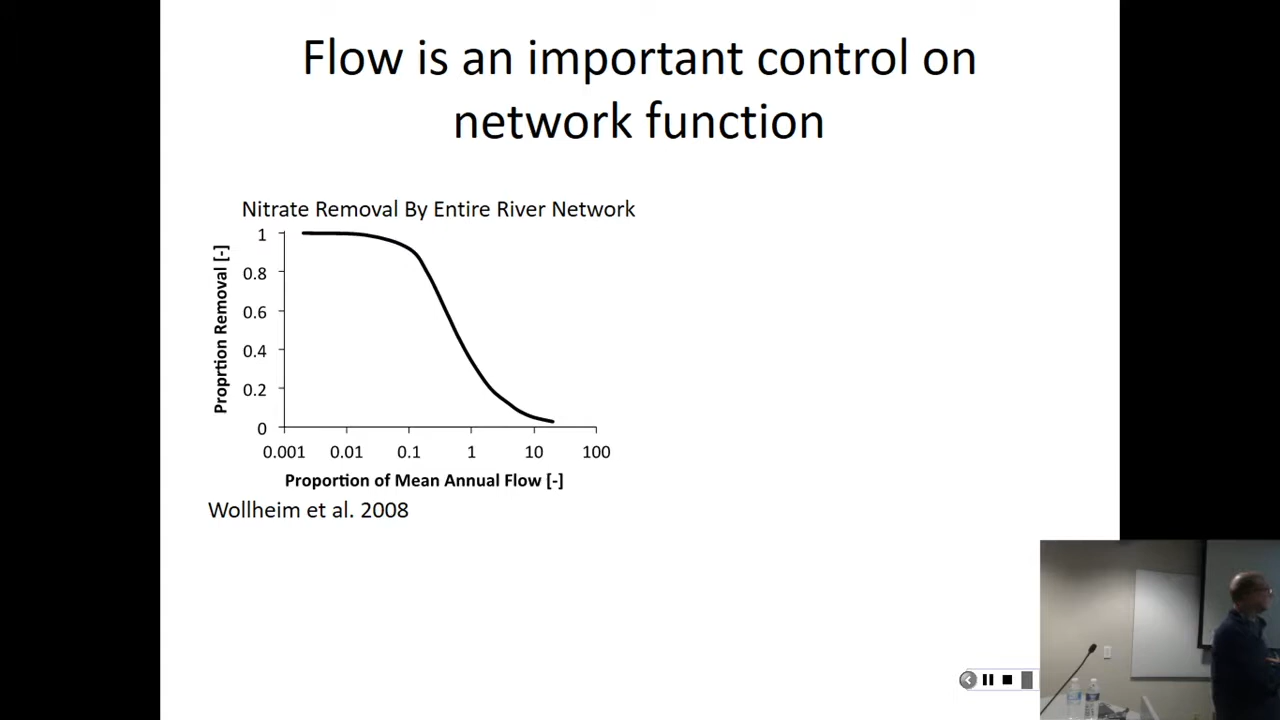 Flow is an important control on
network function
Nitrate Removal By Entire River Network
Proprtion Removal [-]
1
0.8
0.6
0.4
0.2
0
0.001 0.01 0.1 1 10 100
Proportion of Mean Annual Flow [-]
Wollheim et al. 2008